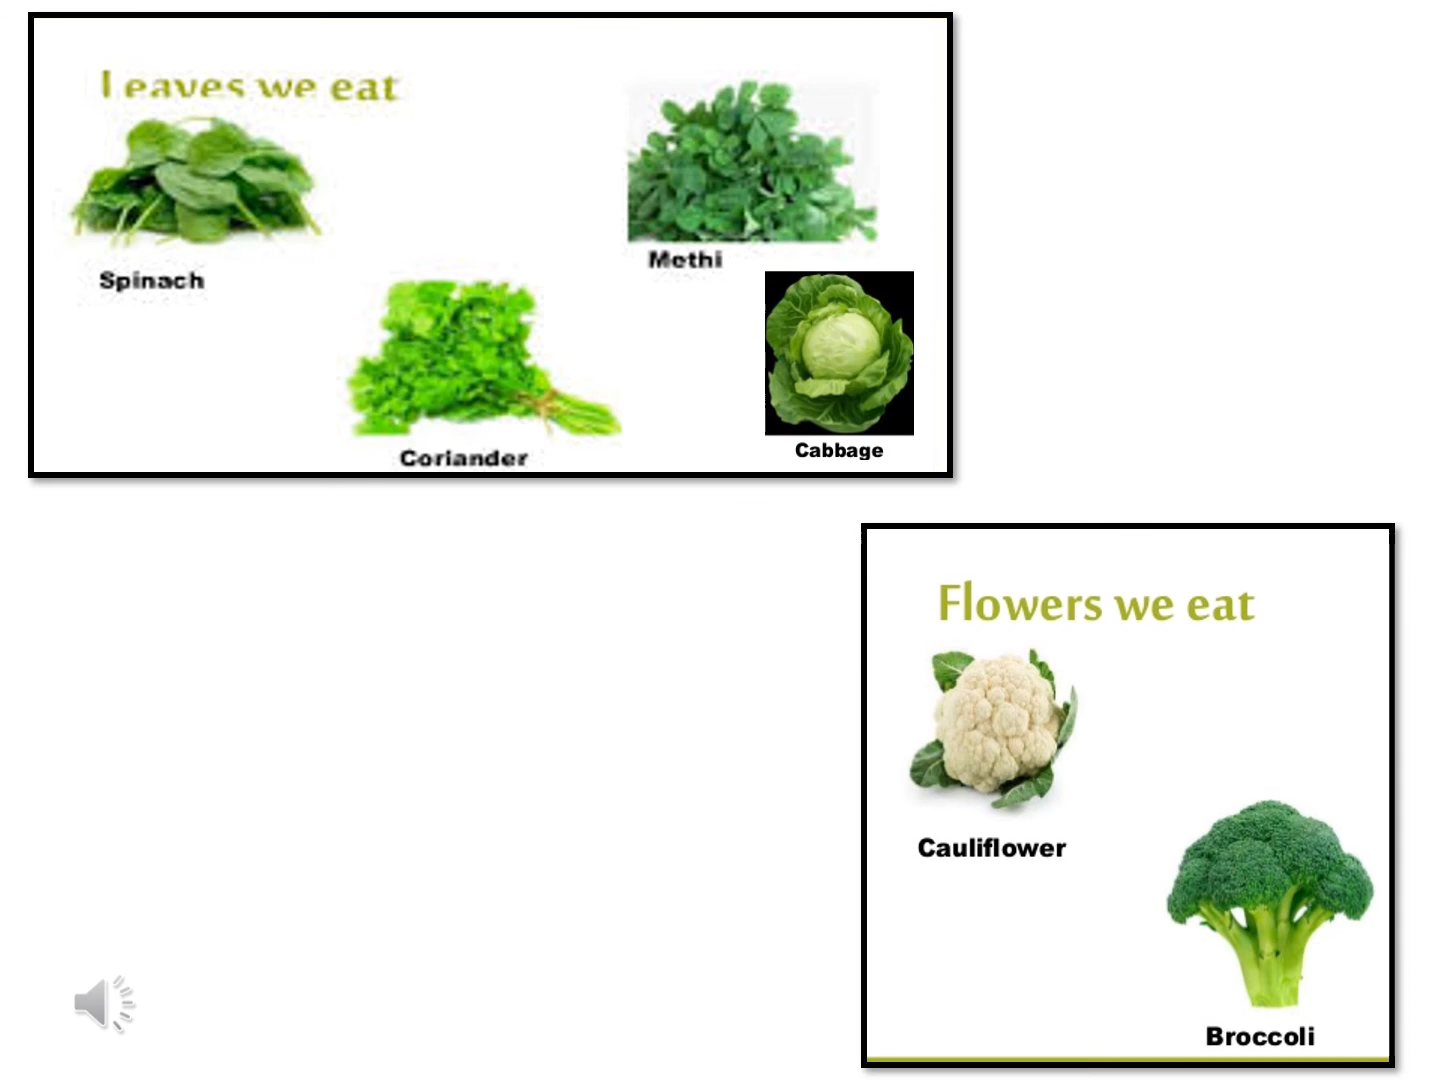 Leaves we eat
Spinach
Methi
Coriander
Cabbage
Flowers we eat
Cauliflower
Broccoli